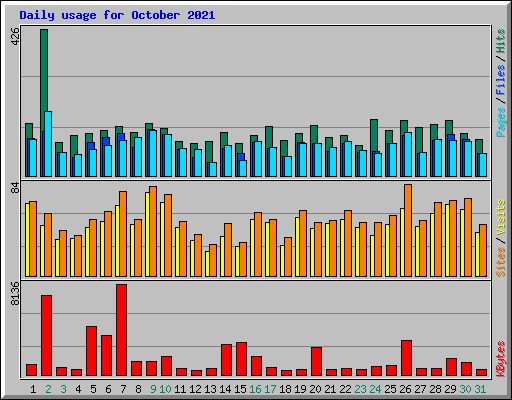 Daily usage for October 2021
426
Pages/Files/Hits
84
Sites/Visits
8136
KBytes
1 2 3 4 5 6 7 8 9 10 11 12 13 14 15 16 17 18 19 20 21 22 23 24 25 26 27 28 29 30 31